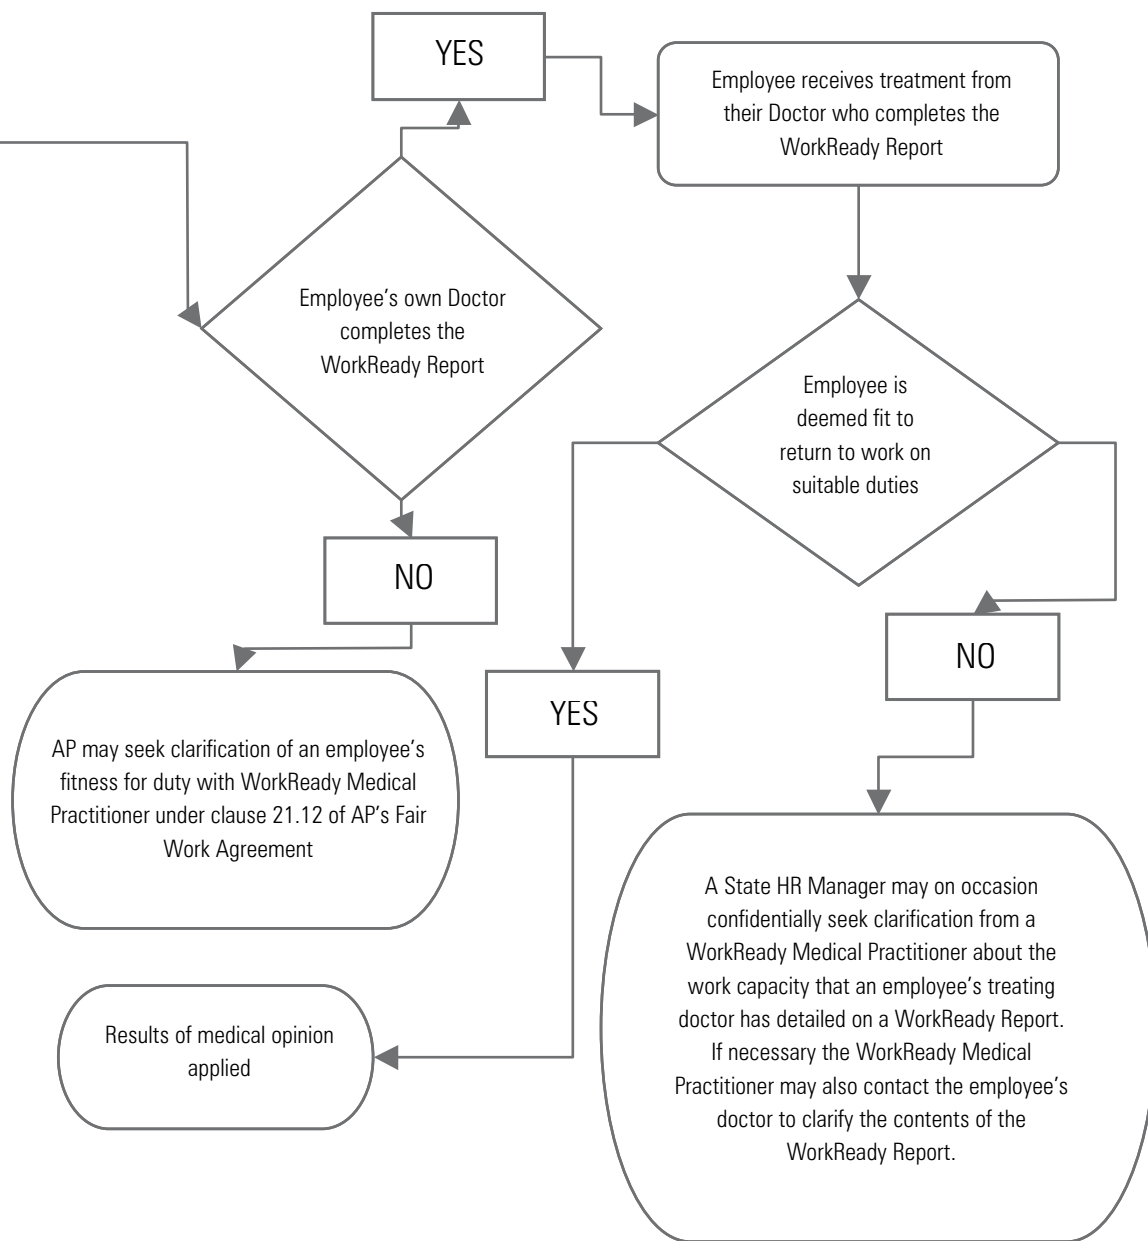 YES
Employee receives treatment from
their Doctor who completes the
WorkReady Report
Employee's own Doctor
completes the
WorkReady Report
Employee is
deemed fit to
return to work on
suitable duties
NO
YES
NO
AP may seek clarification of an employee's
fitness for duty with WorkReady Medical
Practitioner under clause 21.12 of AP's Fair
Work Agreement
A State HR Manager may on occasion
confidentially seek clarification from a
WorkReady Medical Practitioner about the
work capacity that an employee's treating
doctor has detailed on a WorkReady Report.
If necessary the WorkReady Medical
Practitioner may also contact the employee's
doctor to clarify the contents of the
WorkReady Report.
Results of medical opinion
applied